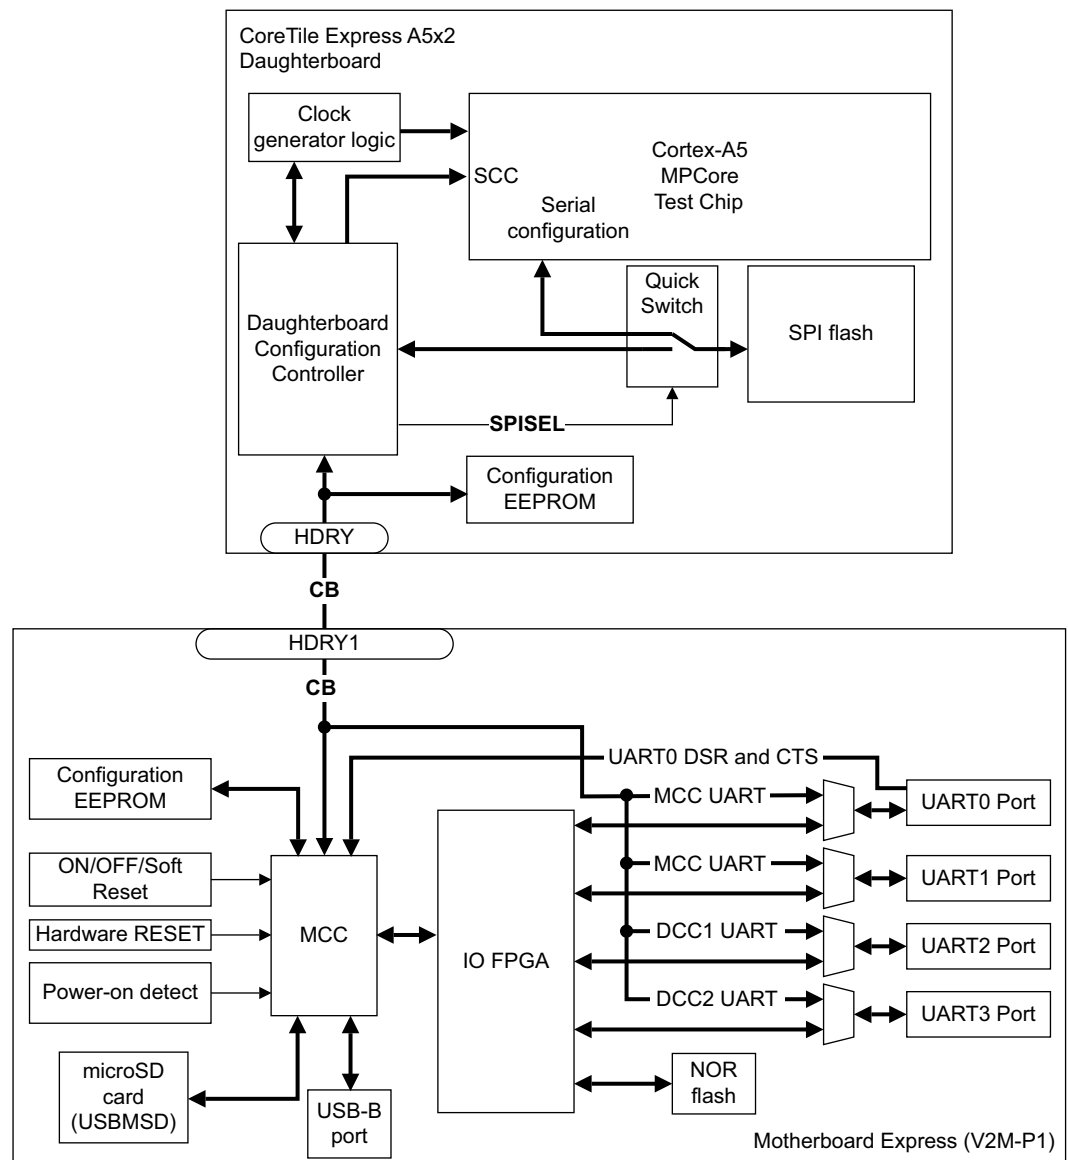 CoreTile Express A5x2
Daughterboard
Clock
generator logic
Cortex-A5
MPCore
Test Chip
SCC
Serial
configuration
Quick
Switch
SPI flash
Daughterboard
Configuration
Controller
SPISEL
Configuration
EEPROM
HDRY
CB
HDRY1
CB
UART0 DSR and CTS
Configuration
EEPROM
MCC UART
UART0 Port
ON/OFF/Soft
Reset
MCC UART
UART1 Port
Hardware RESET
MCC
IO FPGA
DCC1 UART
UART2 Port
Power-on detect
DCC2 UART
UART3 Port
microSD
card
(USBMSD)
USB-B
port
NOR
flash
Motherboard Express (V2M-P1)